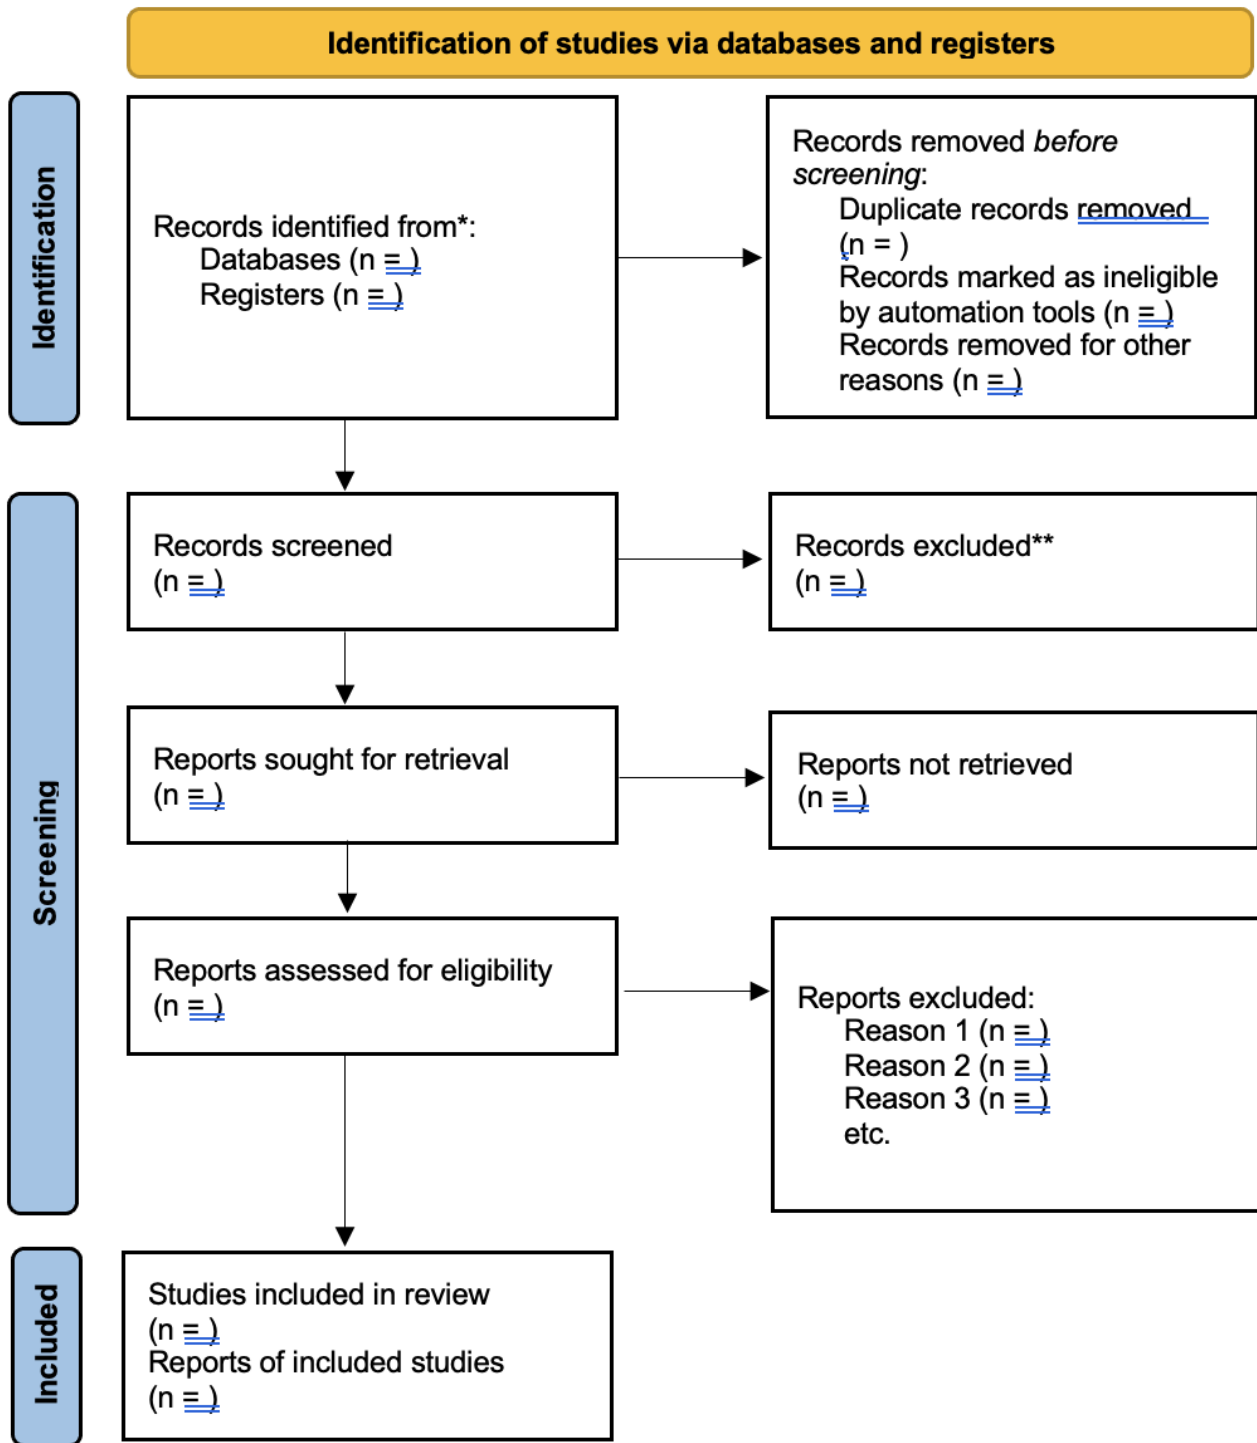 Identification of studies via databases and registers
Identification
Records identified from*:
Databases (n = )
Registers (n = )
Records removed before
screening:
Duplicate records removed
(n = )
Records marked as ineligible
by automation tools (n = )
Records removed for other
reasons (n = )
Screening
Records screened
(n = )
Records excluded**
(n = )
Reports sought for retrieval
(n = )
Reports not retrieved
(n = )
Reports assessed for eligibility
(n = )
Reports excluded:
Reason 1 (n = )
Reason 2 (n = )
Reason 3 (n = )
etc.
Included
Studies included in review
(n = )
Reports of included studies
(n = )